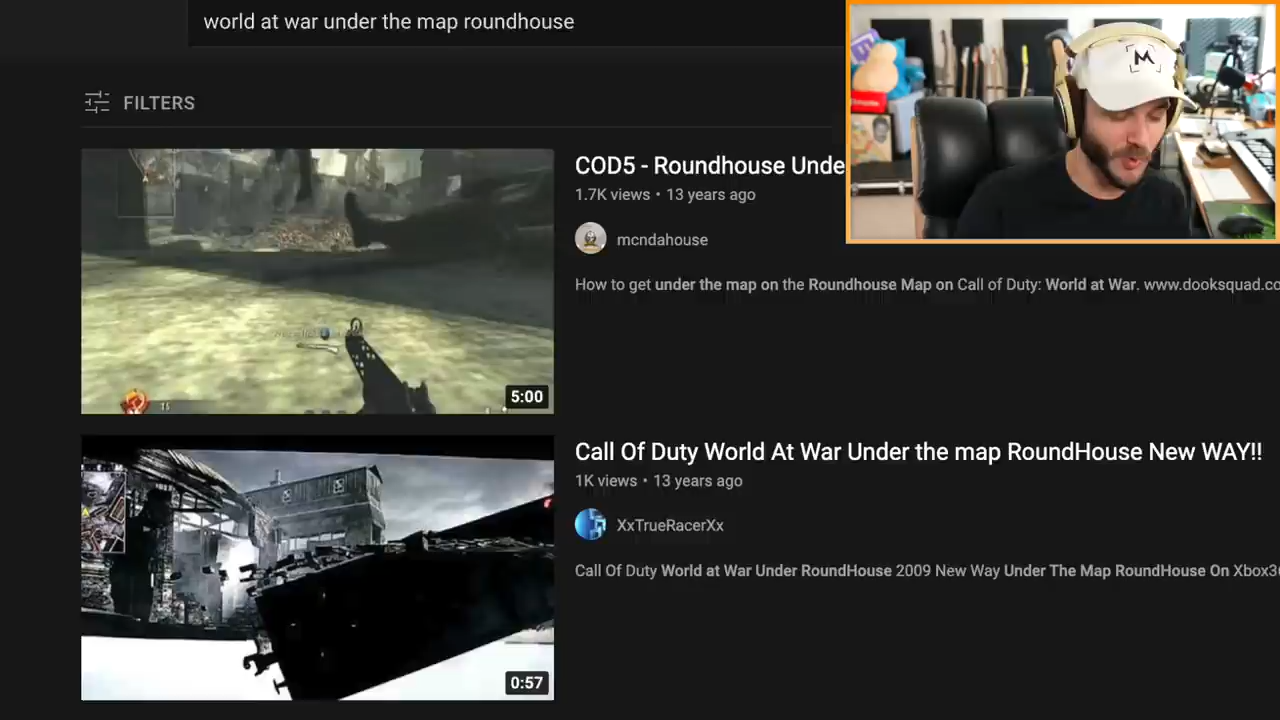 world at war under the map roundhouse
FILTERS
COD5 - Roundhouse Unde
1.7K views • 13 years ago
mcndahouse
How to get under the map on the Roundhouse Map on Call of Duty: World at War. www.dooksquad.co
5:00
Call Of Duty World At War Under the map RoundHouse New WAY!!
1K views • 13 years ago
XxTrueRacerXx
Call Of Duty World at War Under RoundHouse 2009 New Way Under The Map RoundHouse On Xbox3
0:57
M